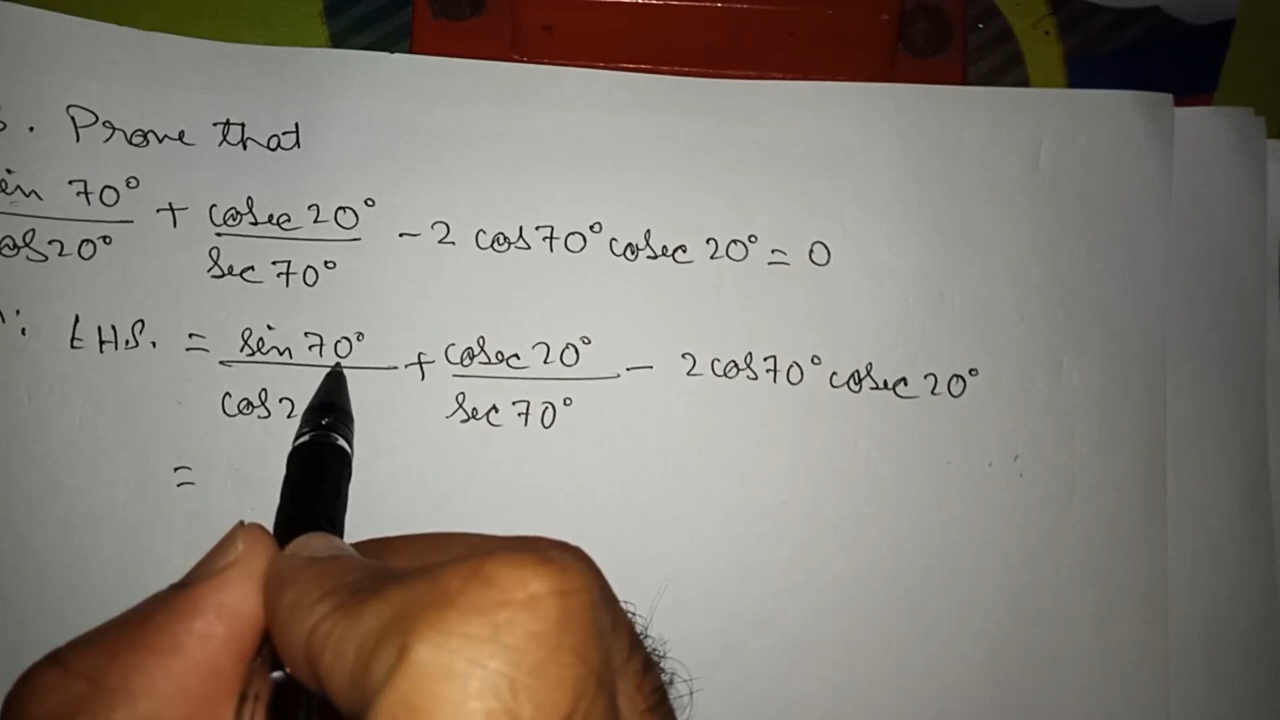 . Prove that
sin 70° / cos 20° + cosec 20° / sec 70° - 2 cos 70° cosec 20° = 0
LHS. = sin 70° / cos 2 + cosec 20° / sec 70° - 2 cos 70° cosec 20°
=